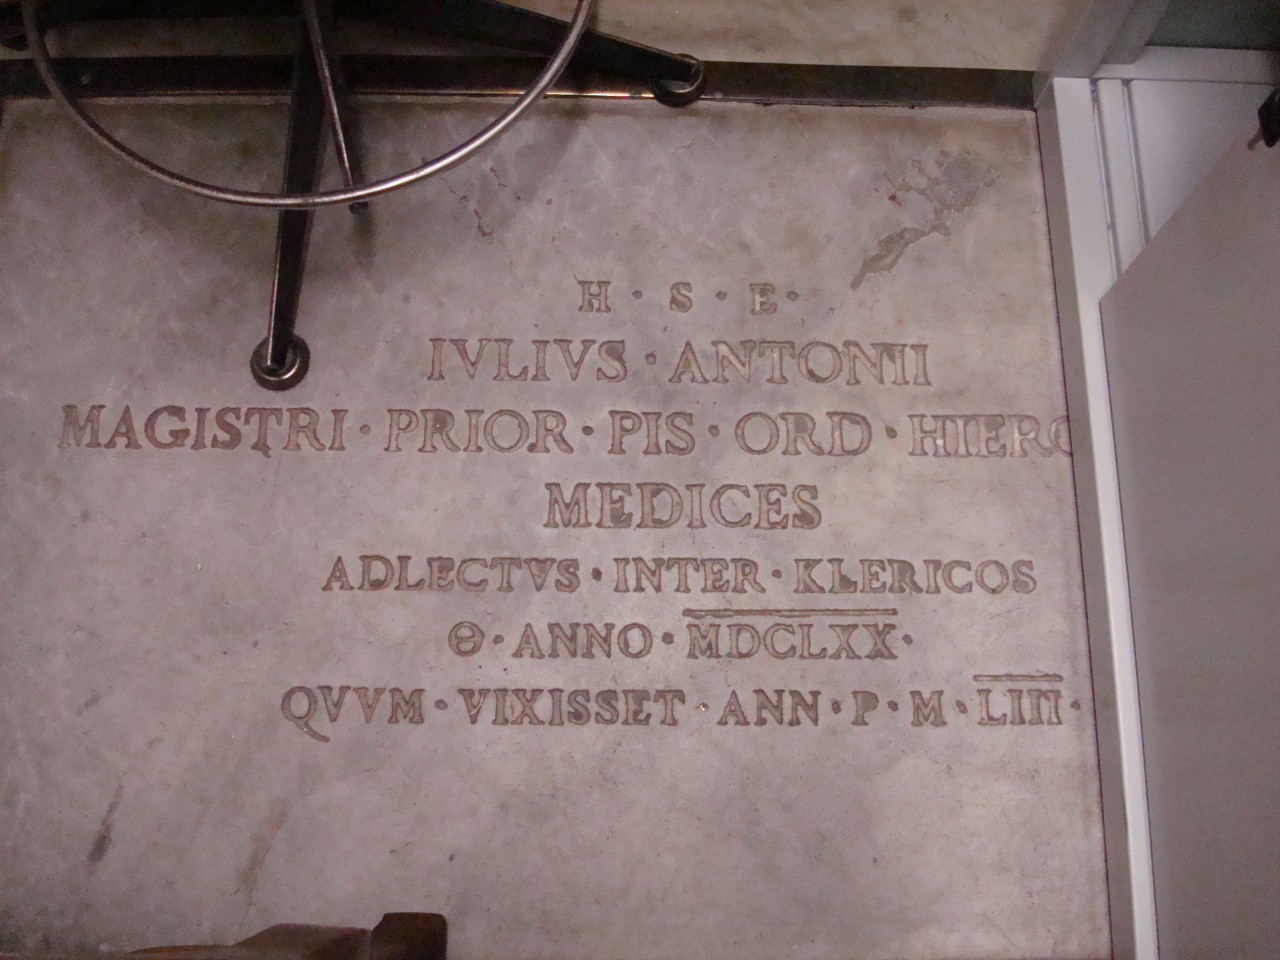 H · S · E ·
IVLIVS · ANTONII
MAGISTRI · PRIOR · PIS · ORD · HIERO
MEDICES
ADLECTVS · INTER · KLERICOS
Θ · ANNO · MDCLXX ·
QVVM · VIXISSET · ANN · P · M · LIII ·